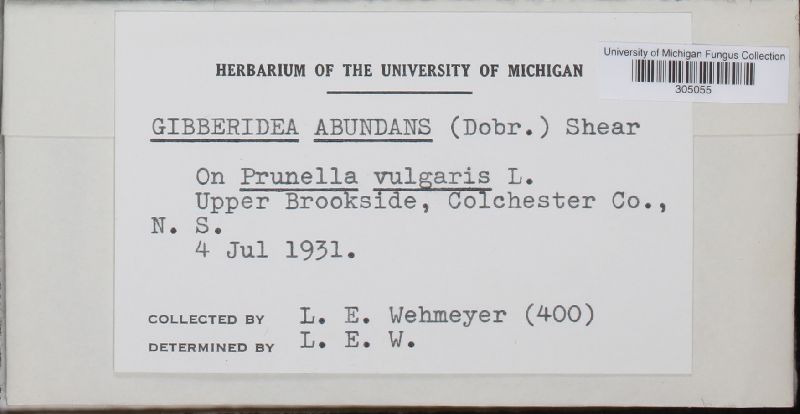 University of Michigan Fungus Collection
305055
HERBARIUM OF THE UNIVERSITY OF MICHIGAN
GIBBERIDEA ABUNDANS (Dobr.) Shear
On Prunella vulgaris L.
Upper Brookside, Colchester Co.,
N. S.
4 Jul 1931.
COLLECTED BY L. E. Wehmeyer (400)
DETERMINED BY L. E. W.